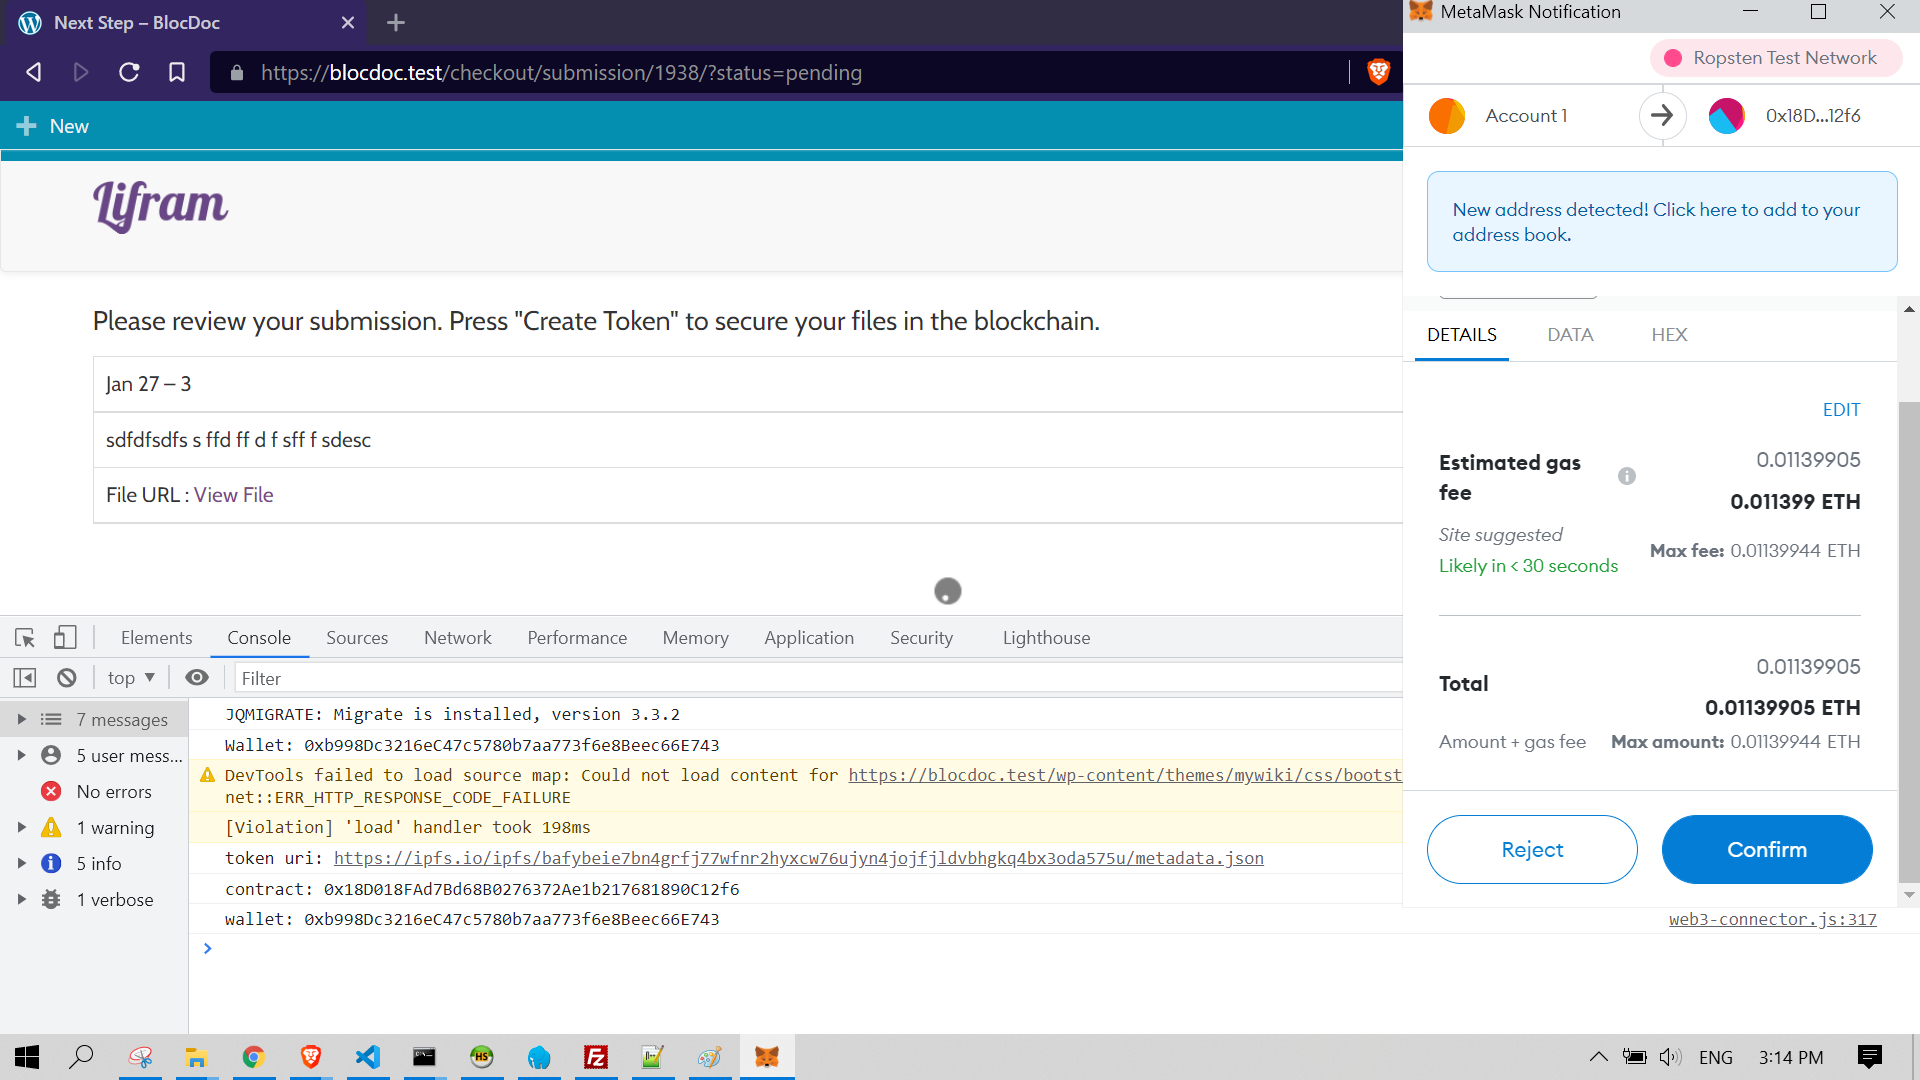 Next Step – BlocDoc
https://blocdoc.test/checkout/submission/1938/?status=pending
New
Lifram
Please review your submission. Press "Create Token" to secure your files in the blockchain.
Jan 27 – 3
sdfdfsdfs s ffd ff d f sff f sdesc
File URL : View File
MetaMask Notification
Ropsten Test Network
Account 1
0x18D...12f6
New address detected! Click here to add to your
address book.
DETAILS DATA HEX
EDIT
Estimated gas
fee
0.01139905
0.011399 ETH
Site suggested
Likely in < 30 seconds
Max fee: 0.01139944 ETH
Total
0.01139905
0.01139905 ETH
Amount + gas fee
Max amount: 0.01139944 ETH
Reject
Confirm
Elements Console Sources Network Performance Memory Application Security Lighthouse
top
Filter
7 messages
5 user mess...
No errors
1 warning
5 info
1 verbose
JQMIGRATE: Migrate is installed, version 3.3.2
Wallet: 0xb998Dc3216eC47c5780b7aa773f6e8Beec66E743
DevTools failed to load source map: Could not load content for https://blocdoc.test/wp-content/themes/mywiki/css/bootst
net::ERR_HTTP_RESPONSE_CODE_FAILURE
[Violation] 'load' handler took 198ms
token uri: https://ipfs.io/ipfs/bafybeie7bn4grfj77wfnr2hyxcw76ujyn4jojfjldvbhgkq4bx3oda575u/metadata.json
contract: 0x18D018FAd7Bd68B0276372Ae1b217681890C12f6
wallet: 0xb998Dc3216eC47c5780b7aa773f6e8Beec66E743
web3-connector.js:317
HS
FZ
ENG
3:14 PM